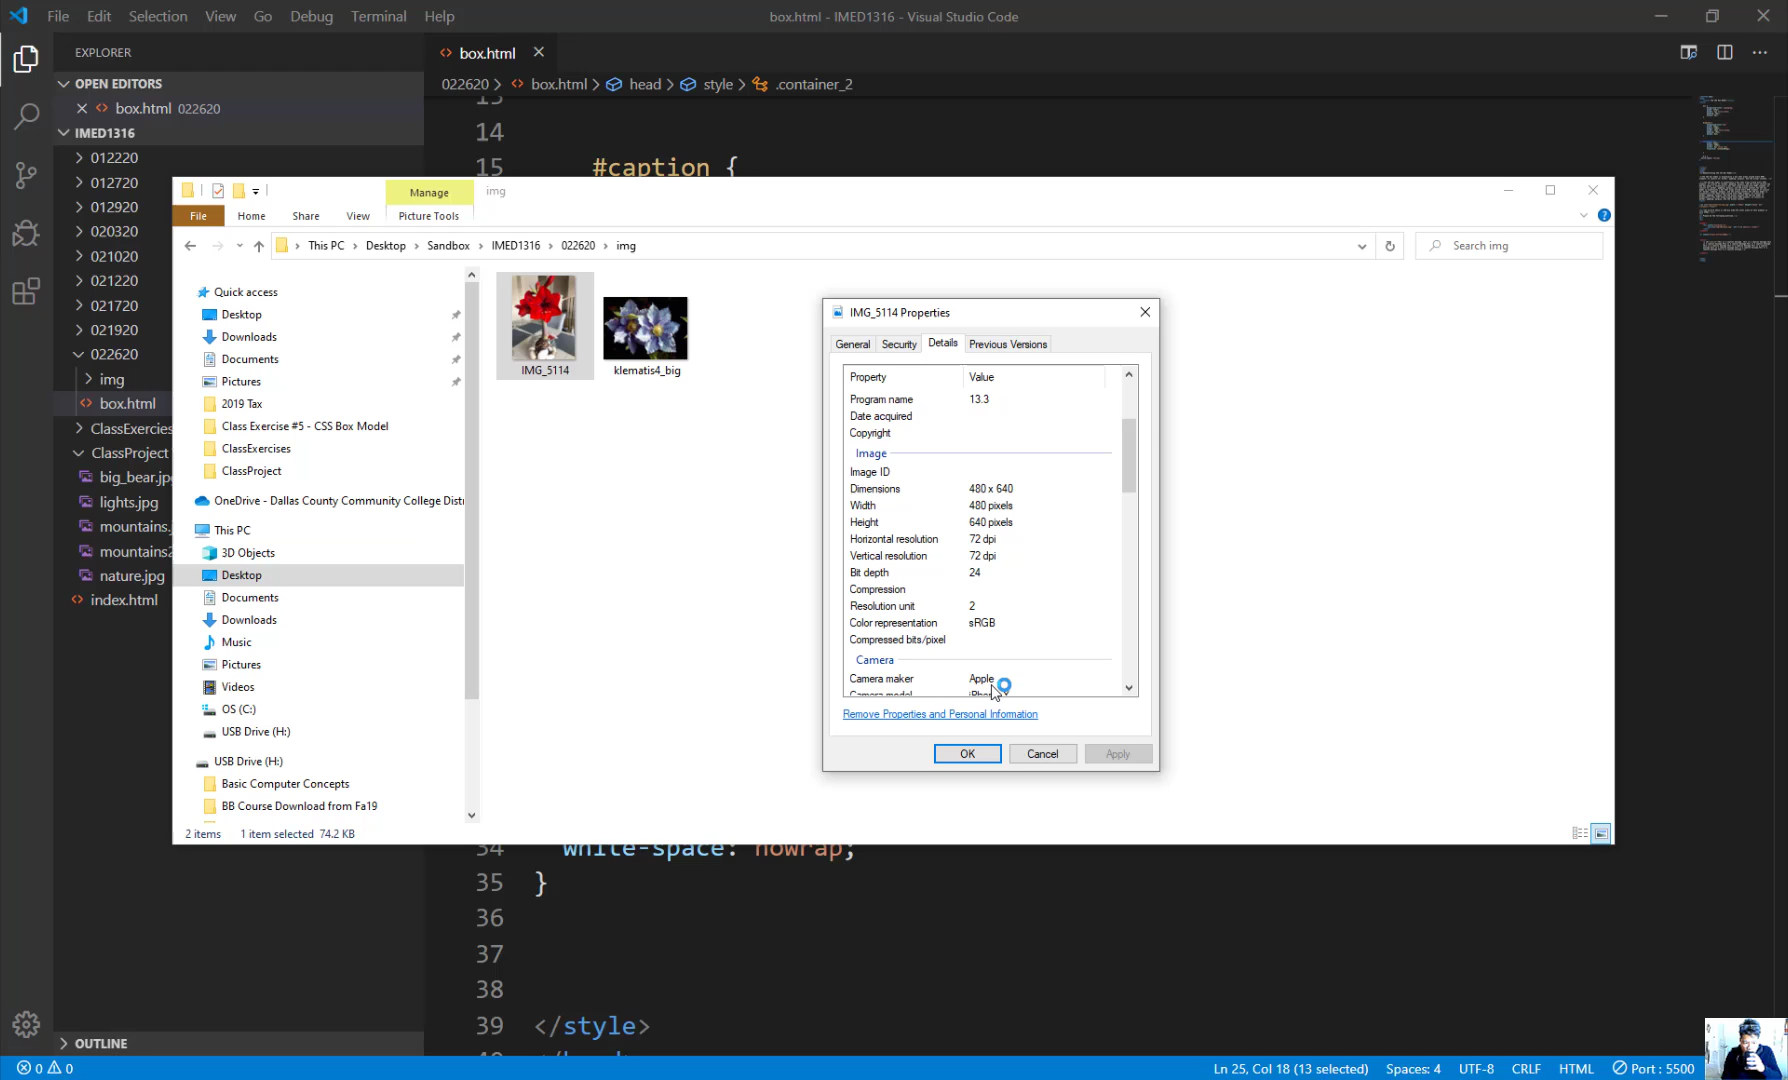 File Edit Selection View Go Debug Terminal Help
box.html - IMED1316 - Visual Studio Code
EXPLORER
OPEN EDITORS
box.html 022620
IMED1316
012220
012720
012920
020320
021020
021220
021720
021920
022620
img
box.html
ClassExercies
ClassProject
big_bear.jpg
lights.jpg
mountains.
mountains2
nature.jpg
index.html
OUTLINE
box.html
022620 > box.html > head > style > .container_2
13
14
15 #caption {
Manage img
File Home Share View Picture Tools
This PC > Desktop > Sandbox > IMED1316 > 022620 > img
Search img
Quick access
Desktop
Downloads
Documents
Pictures
2019 Tax
Class Exercise #5 - CSS Box Model
ClassExercises
ClassProject
OneDrive - Dallas County Community College Distr
This PC
3D Objects
Desktop
Documents
Downloads
Music
Pictures
Videos
OS (C:)
USB Drive (H:)
USB Drive (H:)
Basic Computer Concepts
BB Course Download from Fa19
2 items 1 item selected 74.2 KB
IMG_5114
klematis4_big
IMG_5114 Properties
General Security Details Previous Versions
Property Value
Program name 13.3
Date acquired
Copyright
Image
Image ID
Dimensions 480 x 640
Width 480 pixels
Height 640 pixels
Horizontal resolution 72 dpi
Vertical resolution 72 dpi
Bit depth 24
Compression
Resolution unit 2
Color representation sRGB
Compressed bits/pixel
Camera
Camera maker Apple
Camera model
Remove Properties and Personal Information
OK Cancel Apply
34 white-space: nowrap;
35 }
36
37
38
39 </style>
0 0
Ln 25, Col 18 (13 selected) Spaces: 4 UTF-8 CRLF HTML Port : 5500